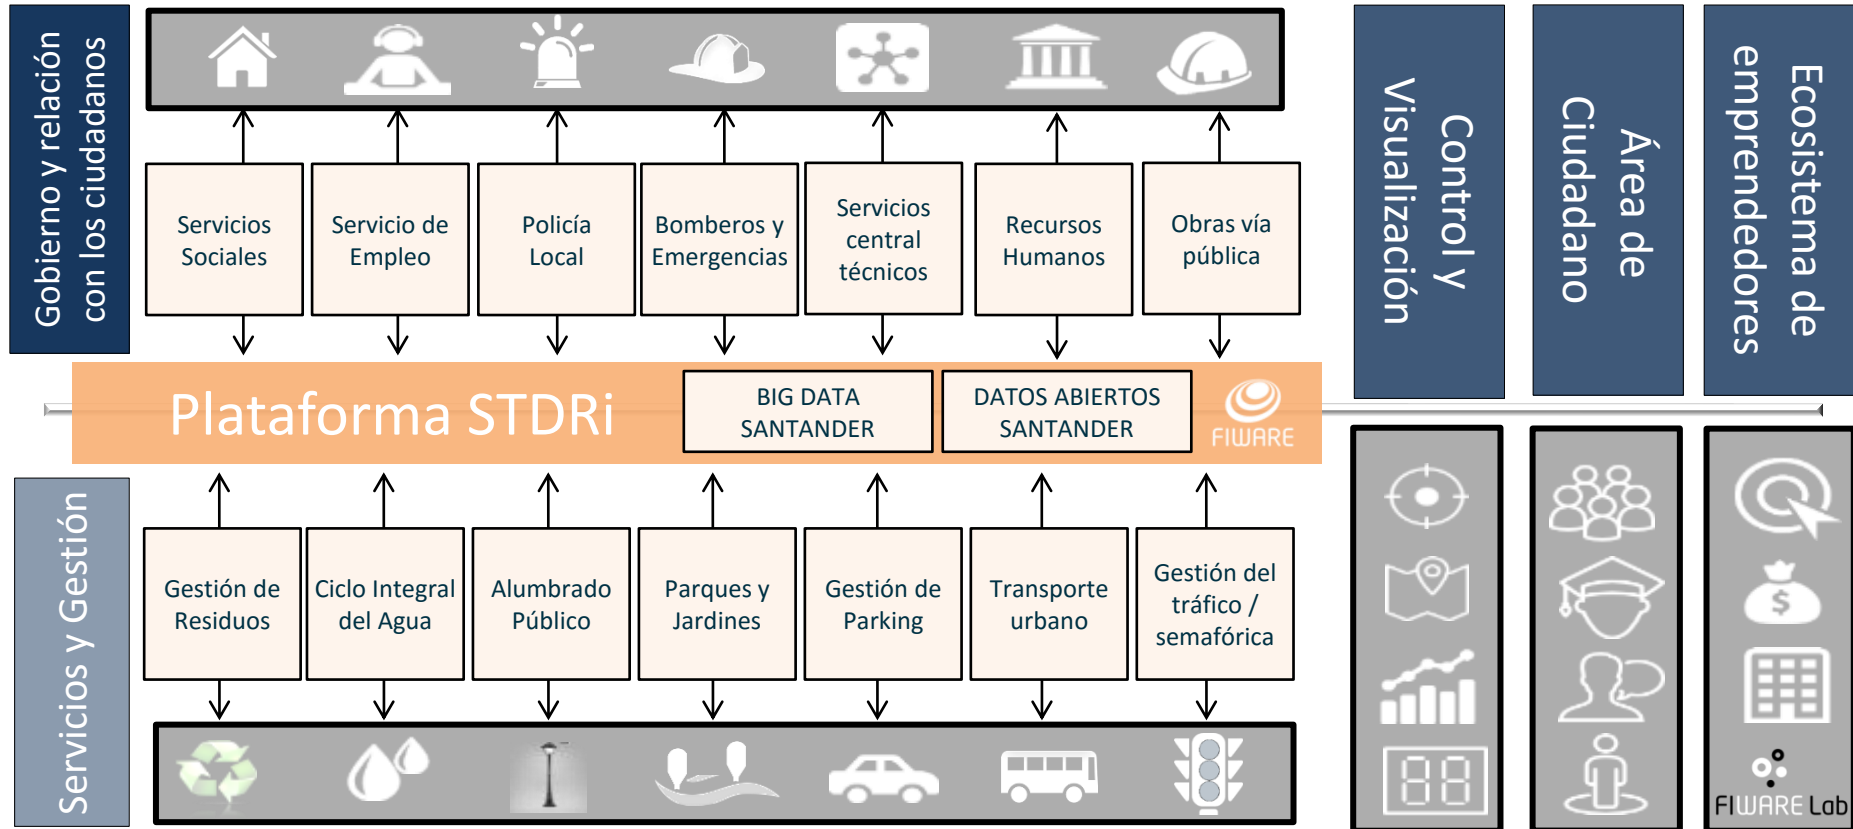 Gobierno y relación
con los ciudadanos
Servicios
Sociales
Servicio de
Empleo
Policía
Local
Bomberos y
Emergencias
Servicios
central
técnicos
Recursos
Humanos
Obras vía
pública
Plataforma STDRi
BIG DATA
SANTANDER
DATOS ABIERTOS
SANTANDER
FIWARE
Servicios y Gestión
Gestión de
Residuos
Ciclo Integral
del Agua
Alumbrado
Público
Parques y
Jardines
Gestión de
Parking
Transporte
urbano
Gestión del
tráfico /
semafórica
Control y
Visualización
Área de
Ciudadano
Ecosistema de
emprendedores
$
88
FIWARE Lab